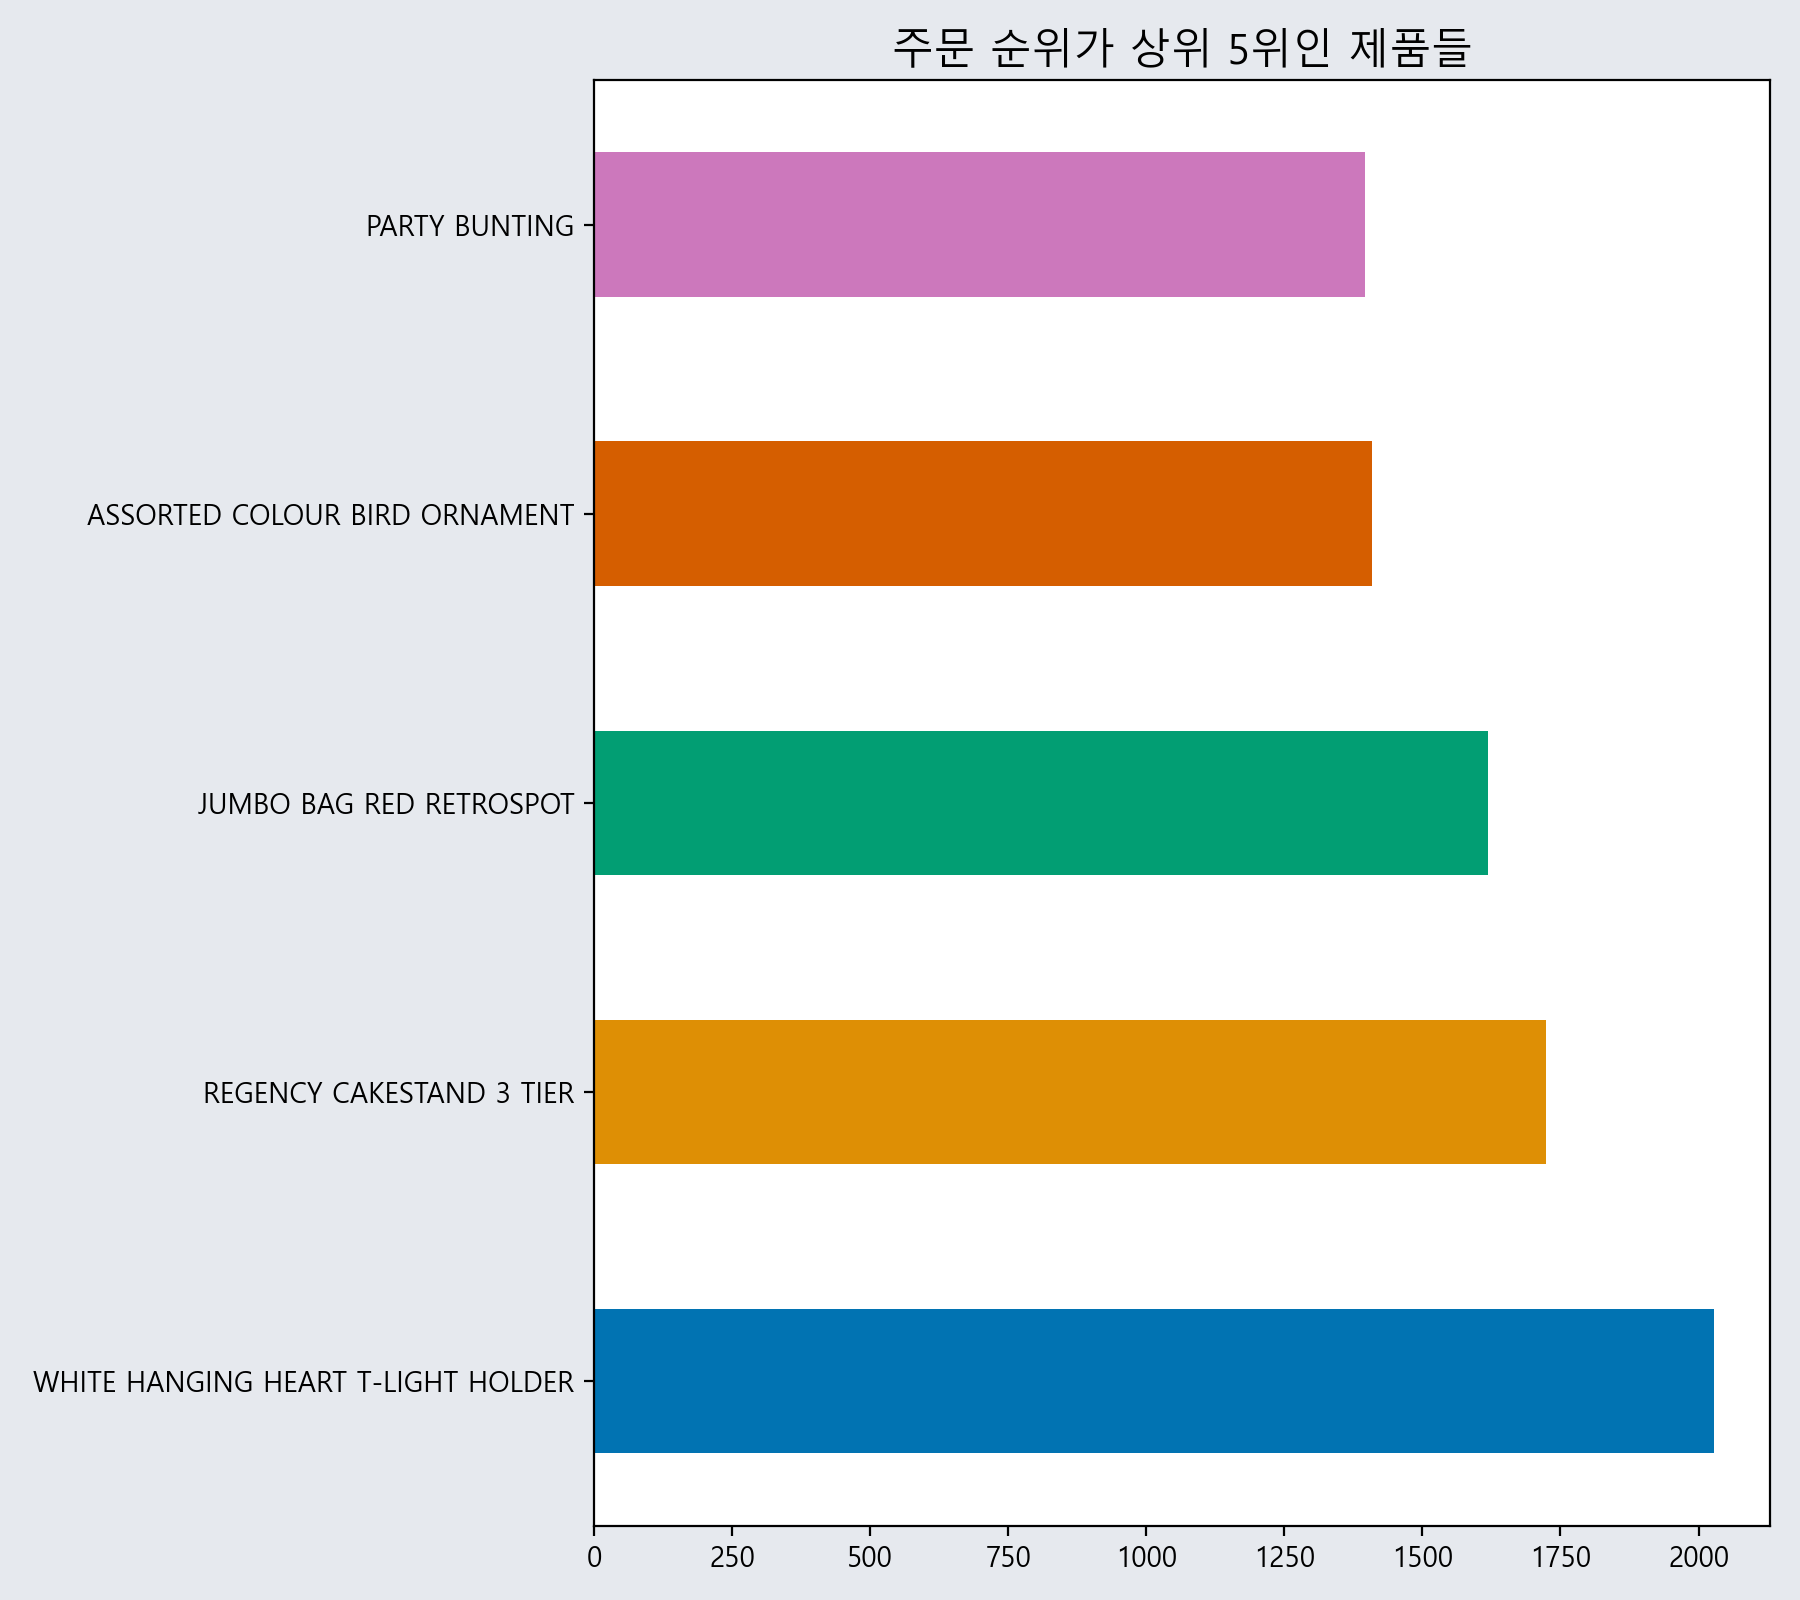 주문 순위가 상위 5위인 제품들
PARTY BUNTING
ASSORTED COLOUR BIRD ORNAMENT
JUMBO BAG RED RETROSPOT
REGENCY CAKESTAND 3 TIER
WHITE HANGING HEART T-LIGHT HOLDER
0 250 500 750 1000 1250 1500 1750 2000